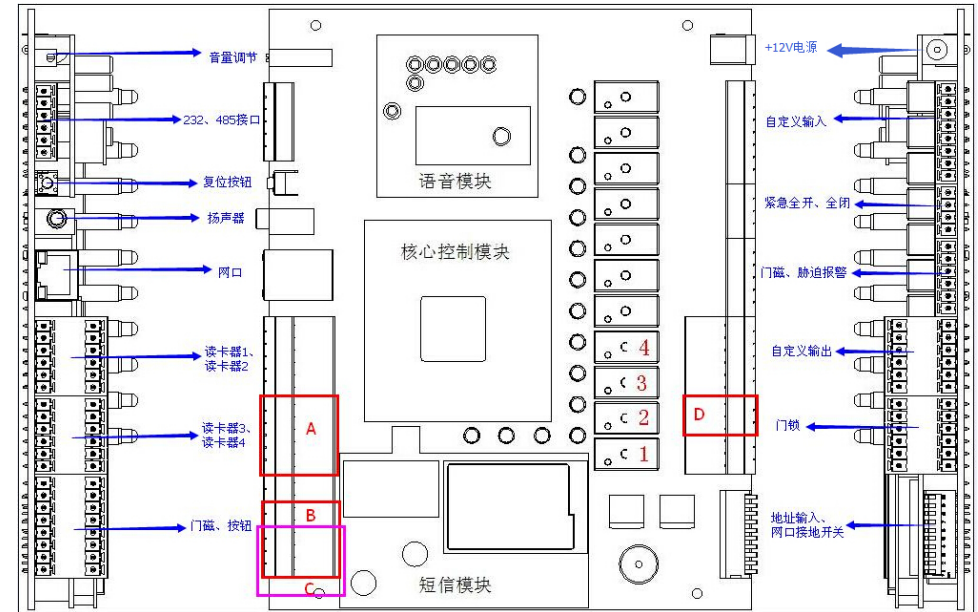 音量调节
232、485接口
复位按钮
扬声器
网口
读卡器1、
读卡器2
读卡器3、
读卡器4
门磁、按钮
语音模块
核心控制模块
4
3
2
1
A
B
C
D
短信模块
+12V电源
自定义输入
紧急全开、全闭
门磁、胁迫报警
自定义输出
门锁
地址输入、
网口接地开关